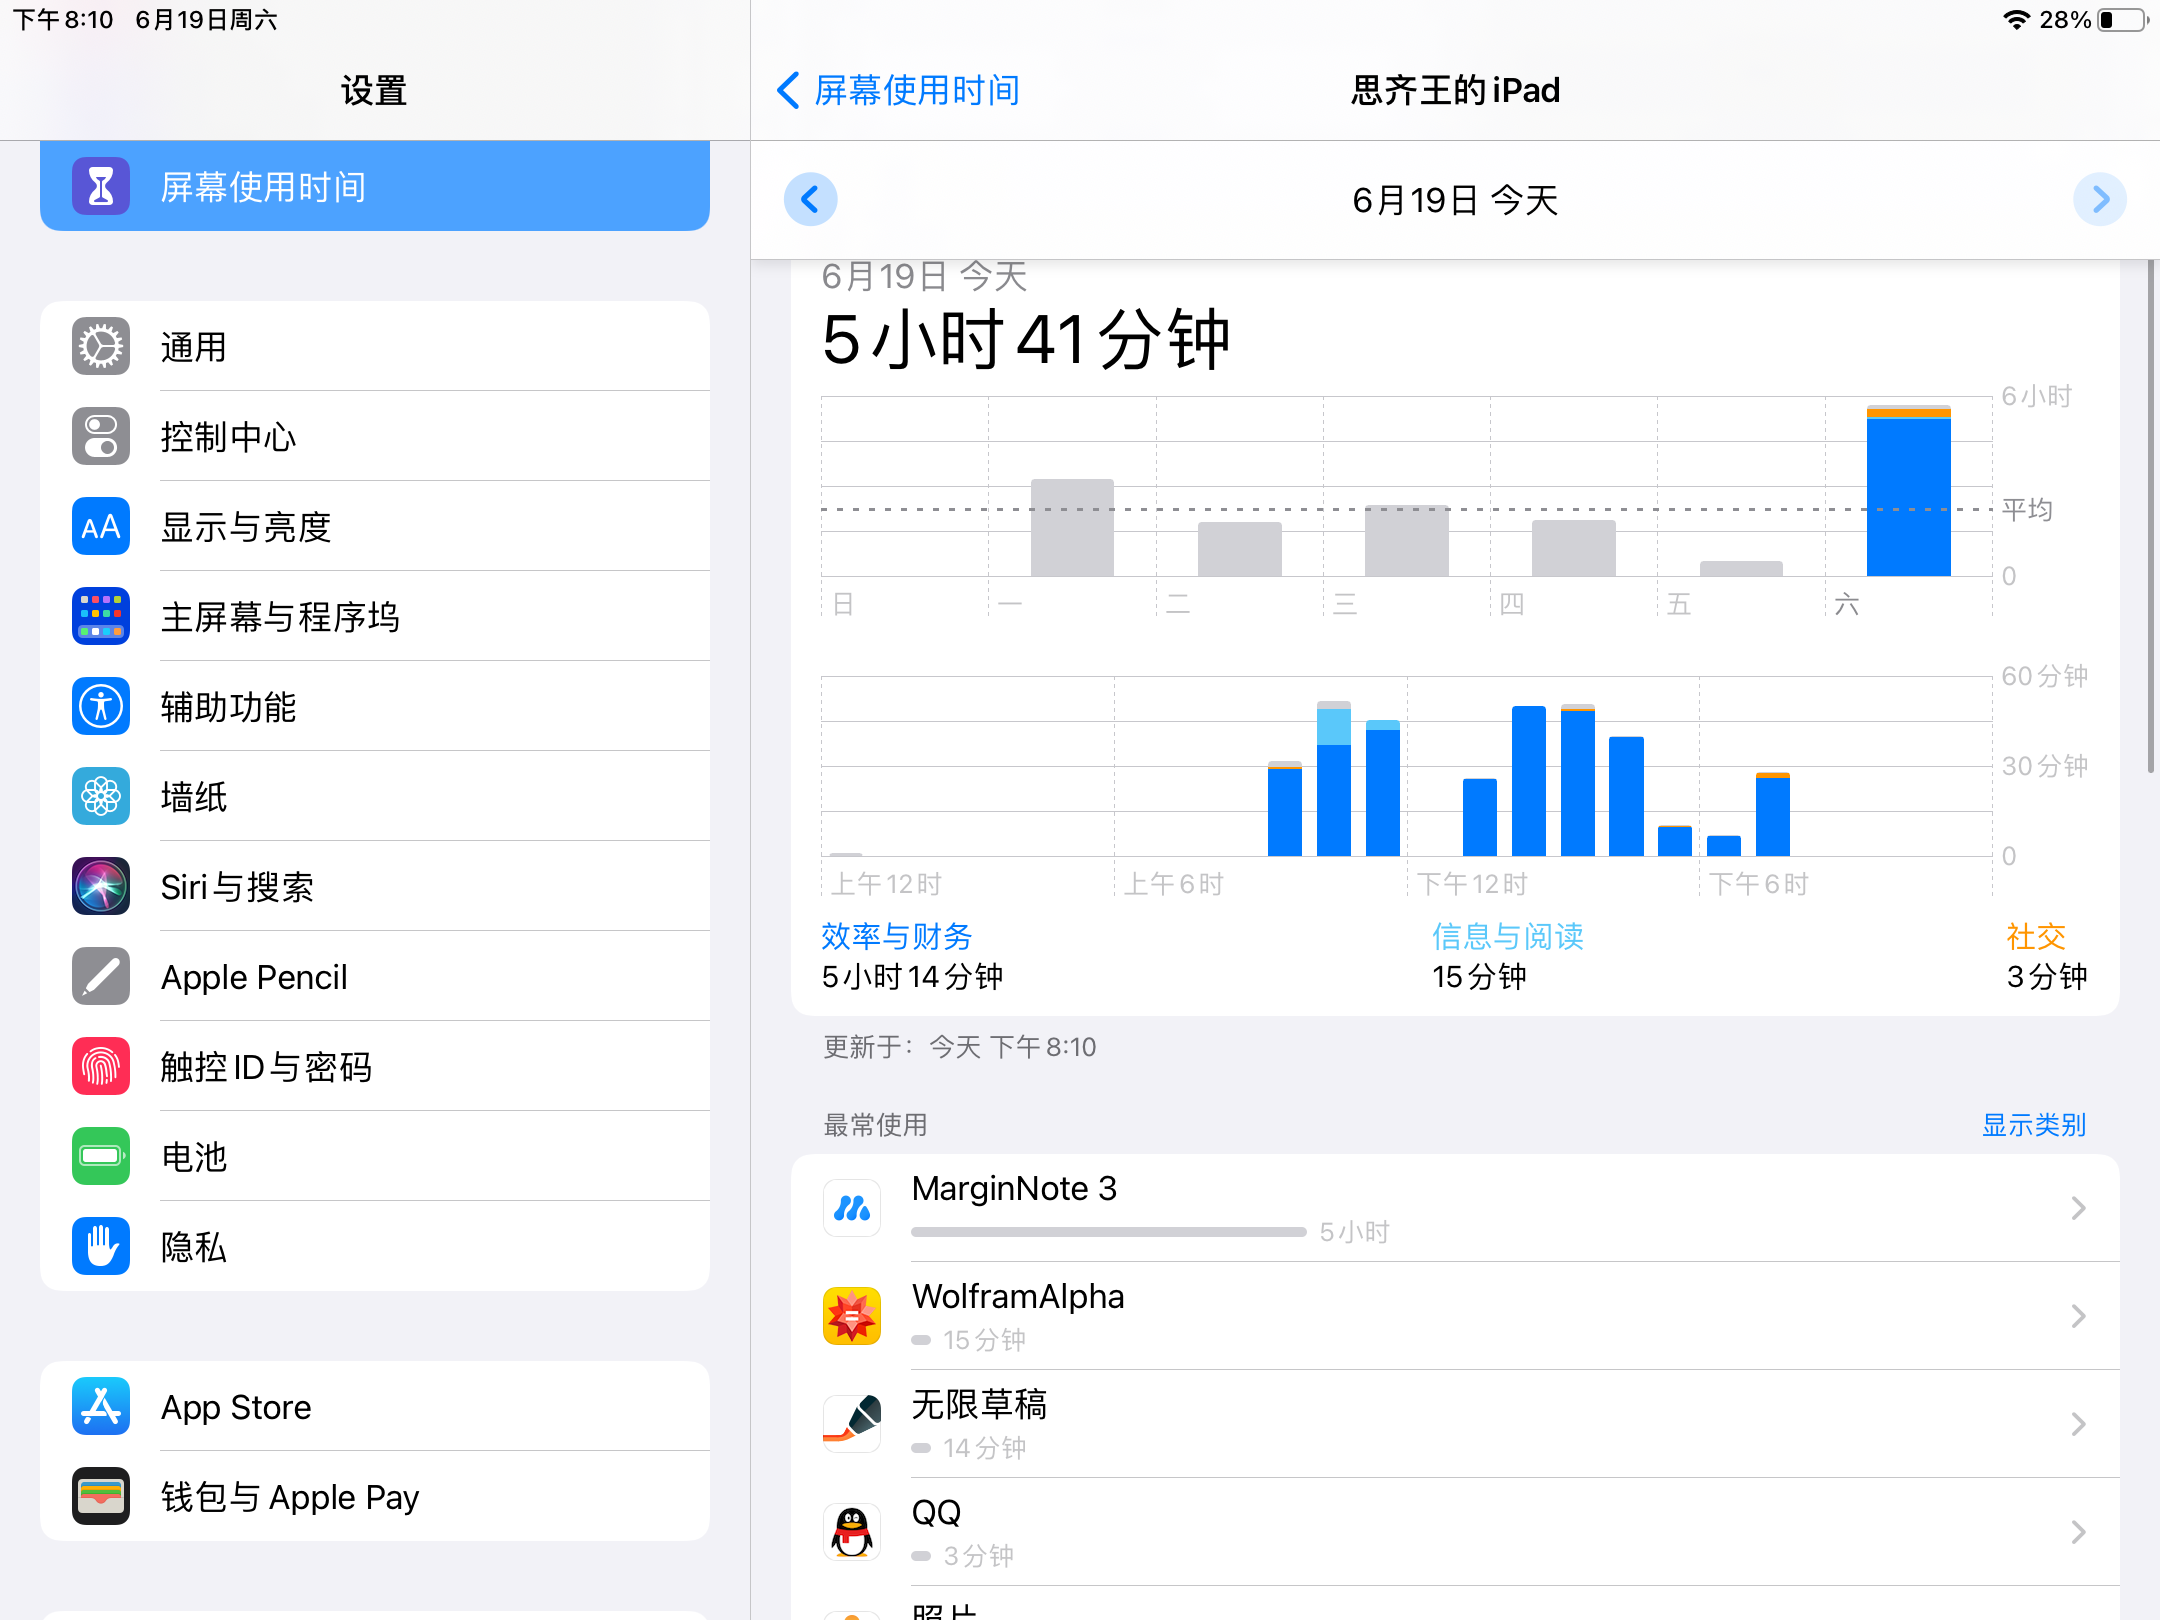 下午8:10 6月19日周六
28%
设置
屏幕使用时间
通用
控制中心
AA
显示与亮度
主屏幕与程序坞
辅助功能
墙纸
Siri与搜索
Apple Pencil
触控ID与密码
电池
隐私
App Store
钱包与 Apple Pay
屏幕使用时间
思齐王的iPad
6月19日 今天
6月19日 今天
5小时41分钟
6小时
平均
0
日 一 二 三 四 五 六
60分钟
30分钟
0
上午12时 上午6时 下午12时 下午6时
效率与财务 信息与阅读 社交
5小时14分钟 15分钟 3分钟
更新于：今天 下午8:10
最常使用 显示类别
MarginNote 3
5小时
WolframAlpha
15分钟
无限草稿
14分钟
QQ
3分钟
照片